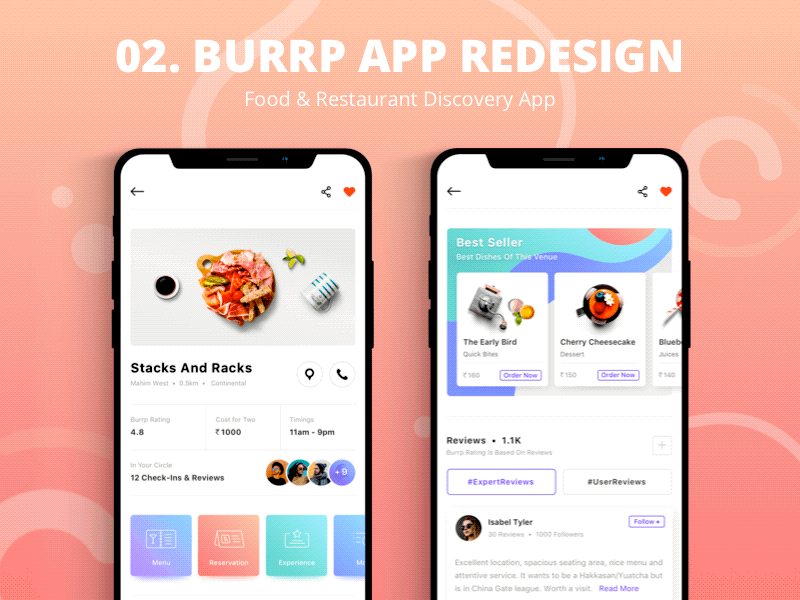 02. BURRP APP REDESIGN
Food & Restaurant Discovery App
Stacks And Racks
Mahim West • 0.5km • Continental
Burrp Rating
4.8
Cost for Two
₹ 1000
Timings
11am - 9pm
In Your Circle
12 Check-Ins & Reviews
+9
Menu
Reservation
Experience
Mo
Best Seller
Best Dishes Of This Venue
The Early Bird
Quick Bites
₹ 160
Order Now
Cherry Cheesecake
Dessert
₹ 150
Order Now
Blueb
Juices
₹ 140
Reviews • 1.1K
Burrp Rating Is Based On Reviews
+
#ExpertReviews
#UserReviews
Isabel Tyler
30 Reviews • 1000 Followers
Follow +
Excellent location, spacious seating area, nice menu and
attentive service. It wants to be a Hakkasan/Yuatcha but
is in China Gate league. Worth a visit. Read More